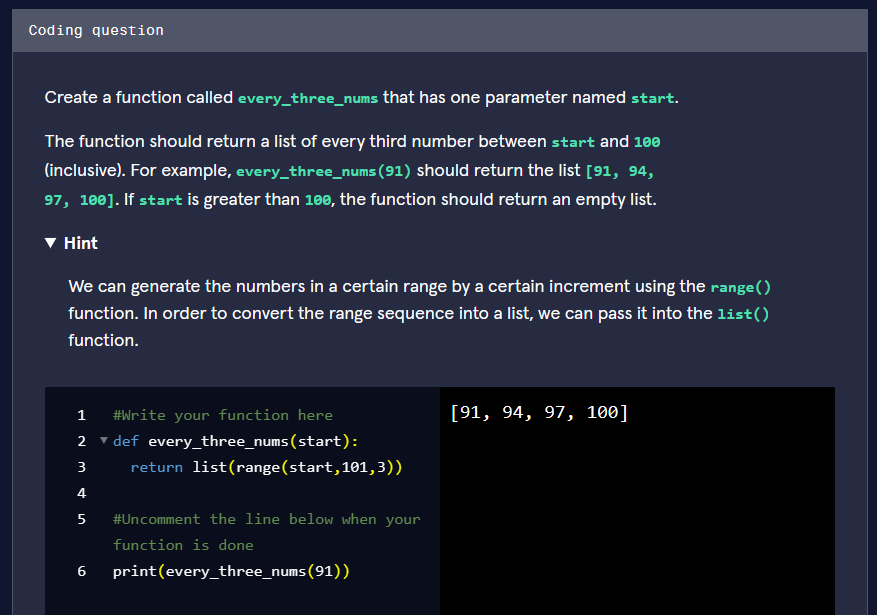 Coding question
Create a function called every_three_nums that has one parameter named start.
The function should return a list of every third number between start and 100
(inclusive). For example, every_three_nums(91) should return the list [91, 94,
97, 100]. If start is greater than 100, the function should return an empty list.
▼ Hint
We can generate the numbers in a certain range by a certain increment using the range()
function. In order to convert the range sequence into a list, we can pass it into the list()
function.
1 #Write your function here
2 ▼ def every_three_nums(start):
3 return list(range(start,101,3))
4
5 #Uncomment the line below when your
function is done
6 print(every_three_nums(91))
[91, 94, 97, 100]